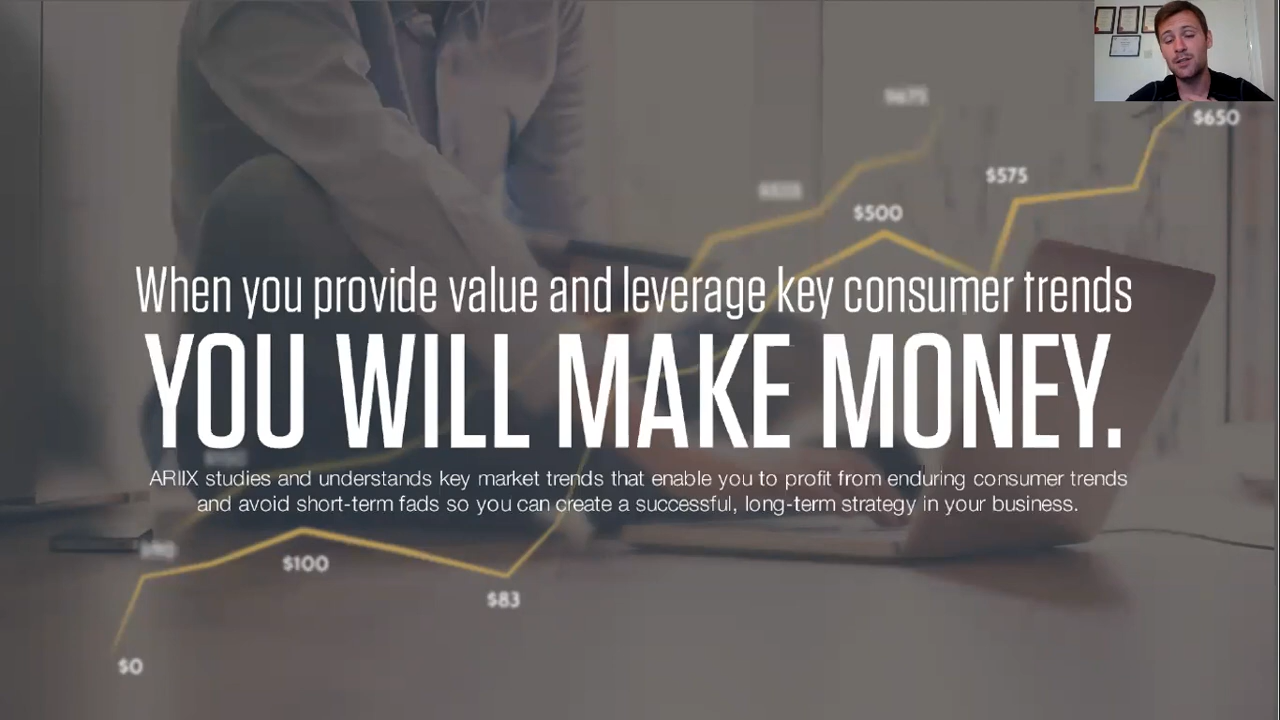 $650
$575
$500
When you provide value and leverage key consumer trends
YOU WILL MAKE MONEY.
ARIIX studies and understands key market trends that enable you to profit from enduring consumer trends
and avoid short-term fads so you can create a successful, long-term strategy in your business.
$100
$83
$0